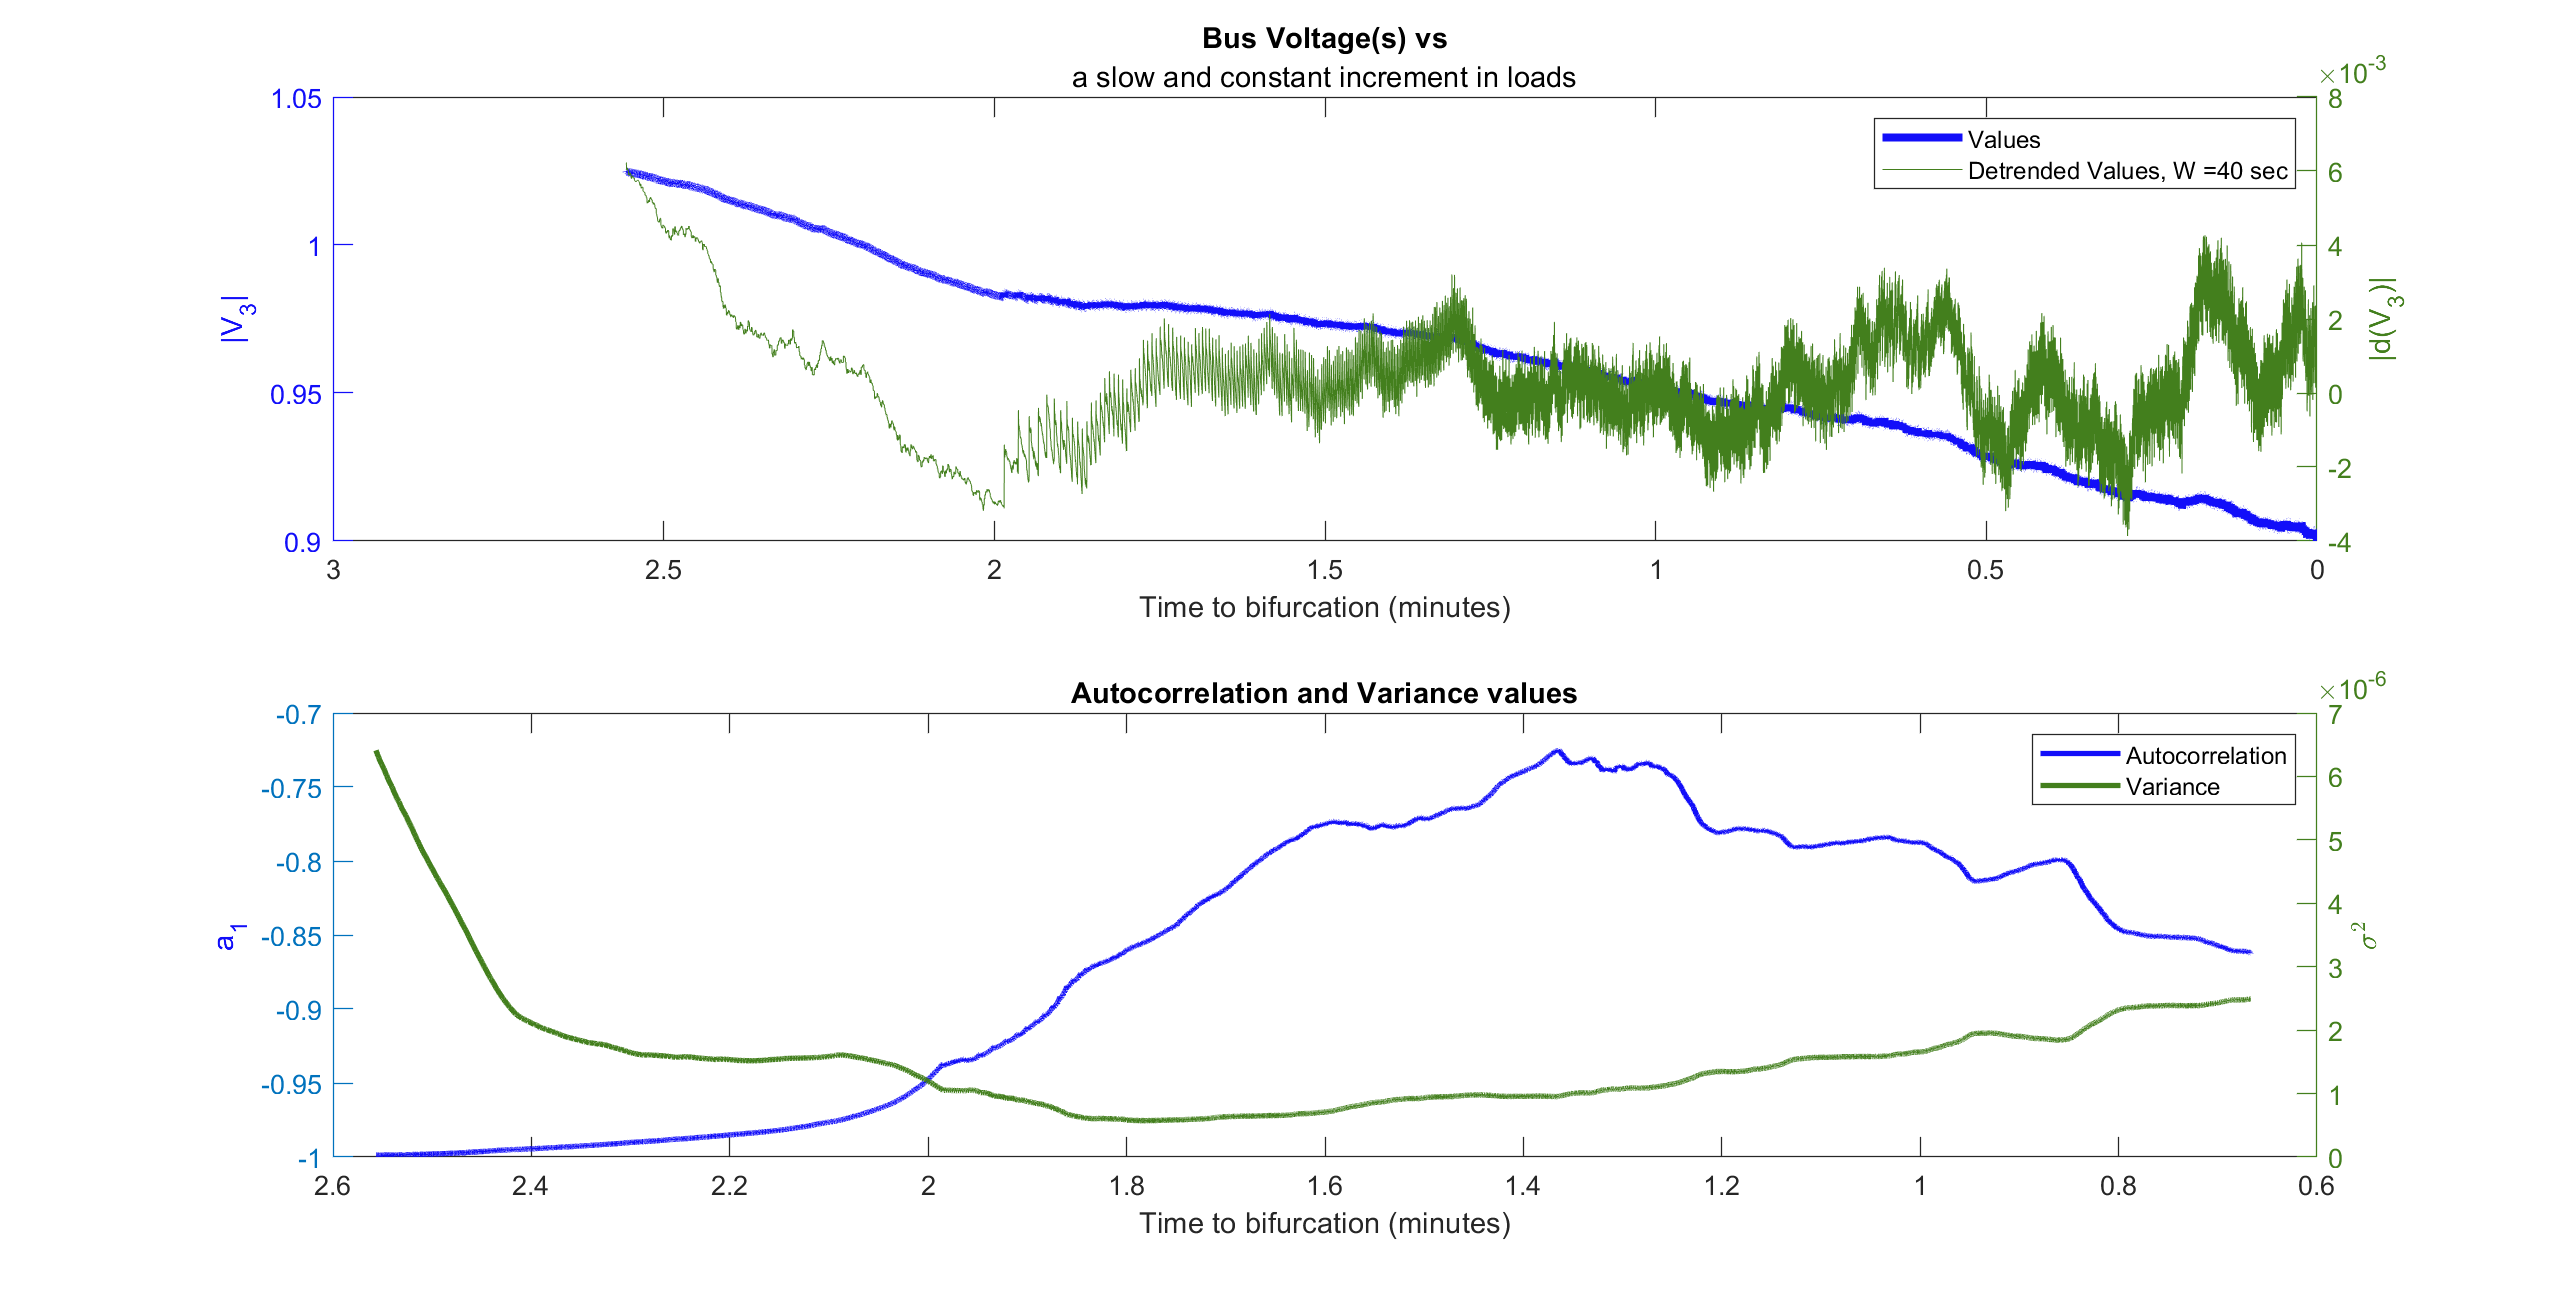 Bus Voltage(s) vs
a slow and constant increment in loads
×10-3
1.05
1
0.95
0.9
|V3|
8
6
4
2
0
-2
-4
|d(V3)|
Values
Detrended Values, W =40 sec
3 2.5 2 1.5 1 0.5 0
Time to bifurcation (minutes)
Autocorrelation and Variance values
×10-6
-0.7
-0.75
-0.8
-0.85
-0.9
-0.95
-1
a1
7
6
5
4
3
2
1
0
σ2
Autocorrelation
Variance
2.6 2.4 2.2 2 1.8 1.6 1.4 1.2 1 0.8 0.6
Time to bifurcation (minutes)